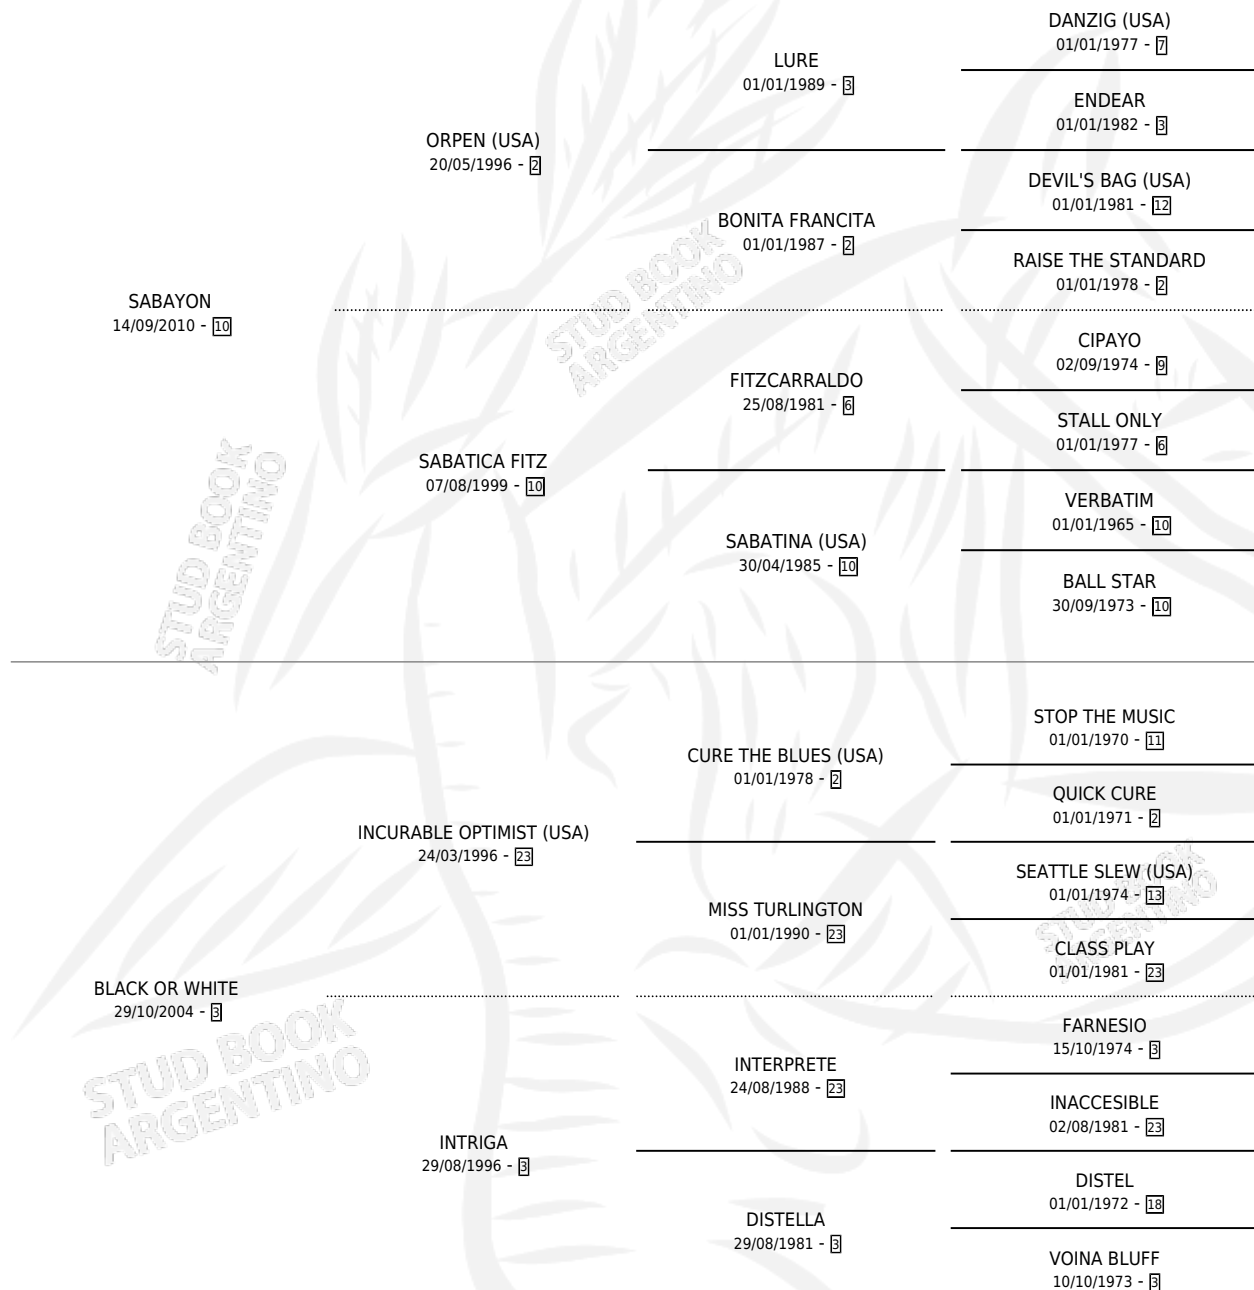 DANZIG (USA)
01/01/1977 - 7
LURE
01/01/1989 - 3
ENDEAR
01/01/1982 - 3
ORPEN (USA)
20/05/1996 - 2
DEVIL'S BAG (USA)
01/01/1981 - 12
BONITA FRANCITA
01/01/1987 - 2
RAISE THE STANDARD
01/01/1978 - 2
SABAYON
14/09/2010 - 10
STUD BOOK
ARGENTINO
CIPAYO
02/09/1974 - 9
FITZCARRALDO
25/08/1981 - 6
STALL ONLY
01/01/1977 - 6
SABATICA FITZ
07/08/1999 - 10
VERBATIM
01/01/1965 - 10
SABATINA (USA)
30/04/1985 - 10
BALL STAR
30/09/1973 - 10
STUD BOOK
ARGENTINO
STOP THE MUSIC
01/01/1970 - 11
CURE THE BLUES (USA)
01/01/1978 - 2
QUICK CURE
01/01/1971 - 2
INCURABLE OPTIMIST (USA)
24/03/1996 - 23
SEATTLE SLEW (USA)
01/01/1974 - 13
MISS TURLINGTON
01/01/1990 - 23
STUD BOOK
ARGENTINO
CLASS PLAY
01/01/1981 - 23
BLACK OR WHITE
29/10/2004 - 3
STUD BOOK
ARGENTINO
FARNESIO
15/10/1974 - 3
INTERPRETE
24/08/1988 - 23
INACCESIBLE
02/08/1981 - 23
INTRIGA
29/08/1996 - 3
DISTEL
01/01/1972 - 18
DISTELLA
29/08/1981 - 3
VOINA BLUFF
10/10/1973 - 3